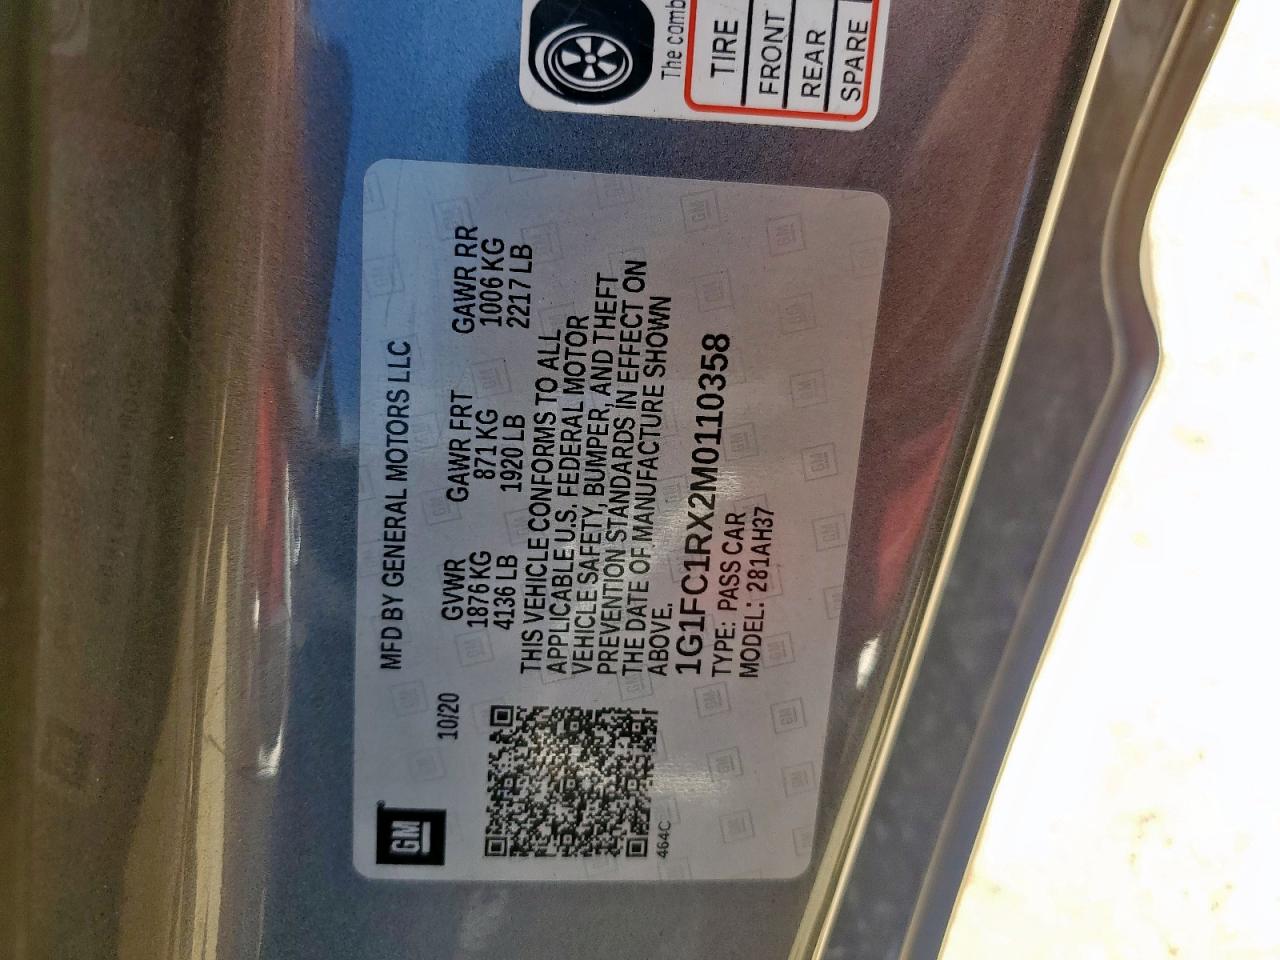 The comb
TIRE
FRONT
REAR
SPARE
GM
MFD BY GENERAL MOTORS LLC
10/20
GVWR GAWR FRT GAWR RR
1876 KG 871 KG 1006 KG
4136 LB 1920 LB 2217 LB
THIS VEHICLE CONFORMS TO ALL
APPLICABLE U.S. FEDERAL MOTOR
VEHICLE SAFETY, BUMPER, AND THEFT
PREVENTION STANDARDS IN EFFECT ON
THE DATE OF MANUFACTURE SHOWN
ABOVE.
1G1FC1RX2M0110358
TYPE: PASS CAR
MODEL: 281AH37
464C